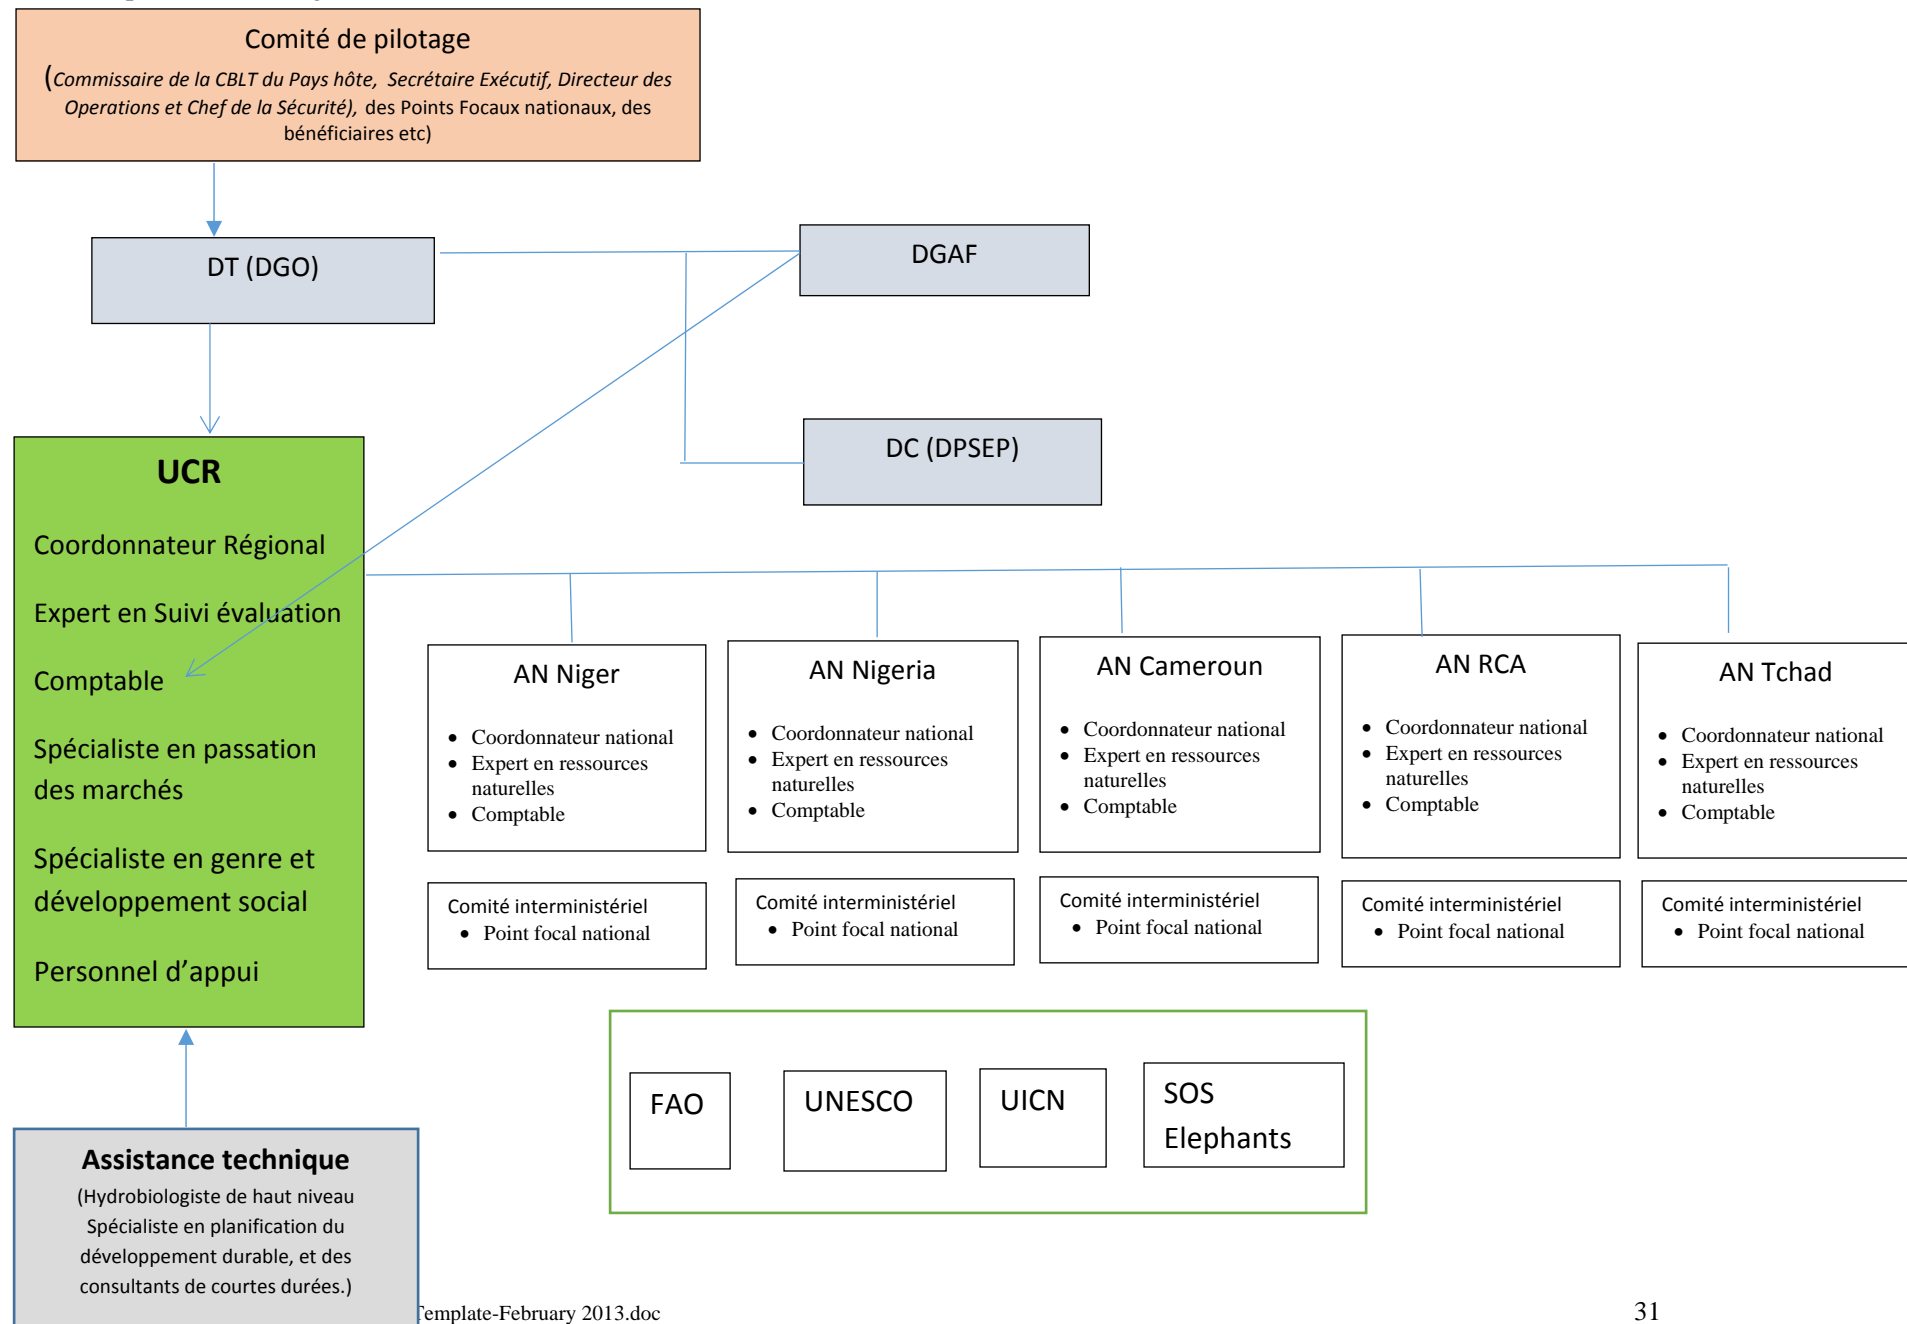 Comité de pilotage
(Commissaire de la CBLT du Pays hôte, Secrétaire Exécutif, Directeur des
Operations et Chef de la Sécurité), des Points Focaux nationaux, des
bénéficiaires etc)
DT (DGO)
DGAF
DC (DPSEP)
UCR
Coordonnateur Régional
Expert en Suivi évaluation
Comptable
Spécialiste en passation
des marchés
Spécialiste en genre et
développement social
Personnel d’appui
AN Niger
• Coordonnateur national
• Expert en ressources
naturelles
• Comptable
AN Nigeria
• Coordonnateur national
• Expert en ressources
naturelles
• Comptable
AN Cameroun
• Coordonnateur national
• Expert en ressources
naturelles
• Comptable
AN RCA
• Coordonnateur national
• Expert en ressources
naturelles
• Comptable
AN Tchad
• Coordonnateur national
• Expert en ressources
naturelles
• Comptable
Comité interministériel
• Point focal national
Comité interministériel
• Point focal national
Comité interministériel
• Point focal national
Comité interministériel
• Point focal national
Comité interministériel
• Point focal national
FAO
UNESCO
UICN
SOS
Elephants
Assistance technique
(Hydrobiologiste de haut niveau
Spécialiste en planification du
développement durable, et des
consultants de courtes durées.)
Template-February 2013.doc
31